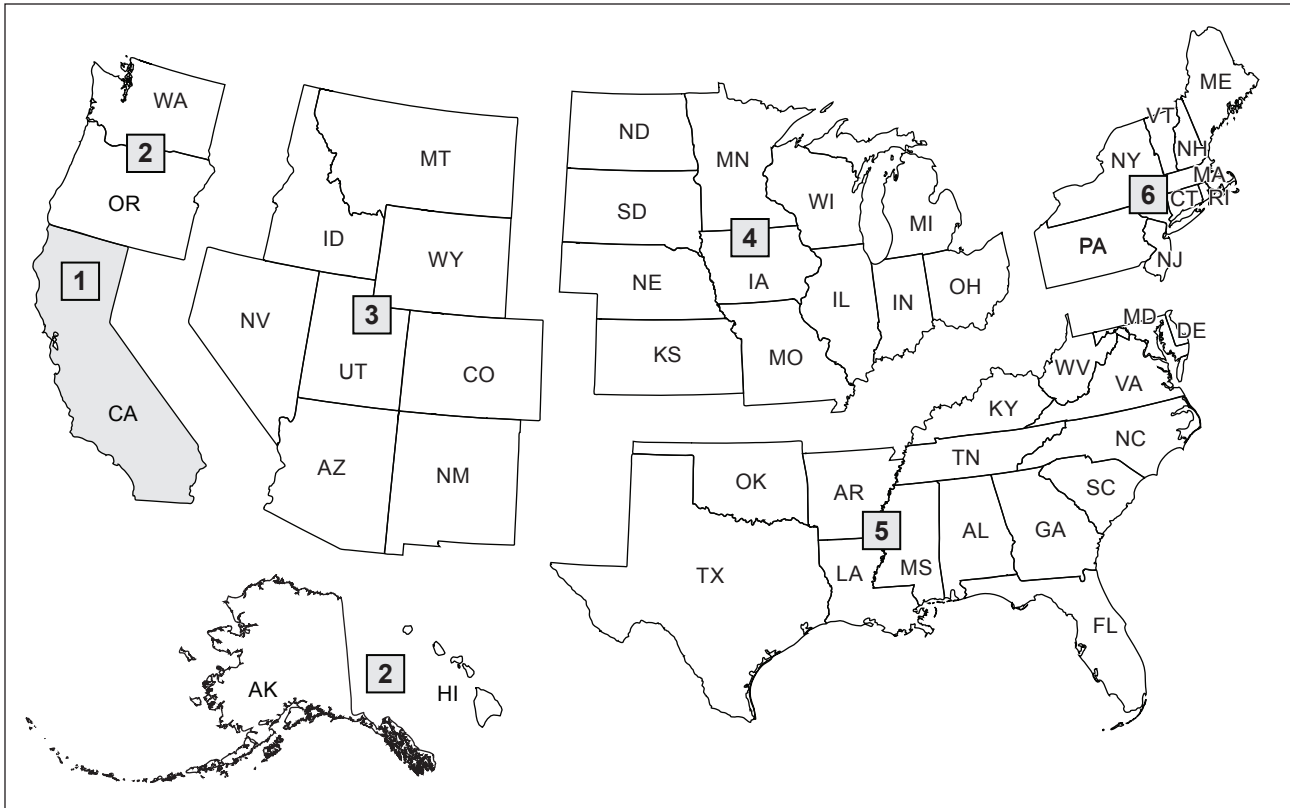 ME
WA
VT
ND
MN
NH
NY
2
MT
MA
6
CT
RI
OR
SD
WI
MI
ID
4
PA
WY
NJ
1
NE
IA
OH
IL
IN
3
NV
MD
DE
KS
MO
UT
CO
WV
VA
CA
KY
NC
TN
AZ
NM
OK
AR
SC
5
AL
GA
TX
LA
MS
FL
2
AK
HI